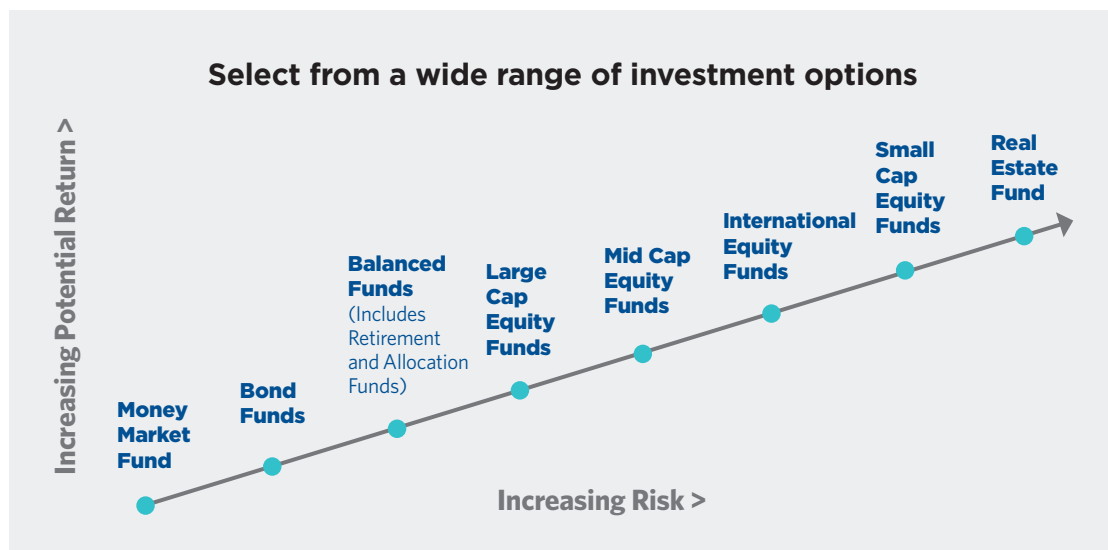 Select from a wide range of investment options
Increasing Potential Return >
Money
Market
Fund
Bond
Funds
Balanced
Funds
(Includes
Retirement
and Allocation
Funds)
Large
Cap
Equity
Funds
Mid Cap
Equity
Funds
International
Equity
Funds
Small
Cap
Equity
Funds
Real
Estate
Fund
Increasing Risk >